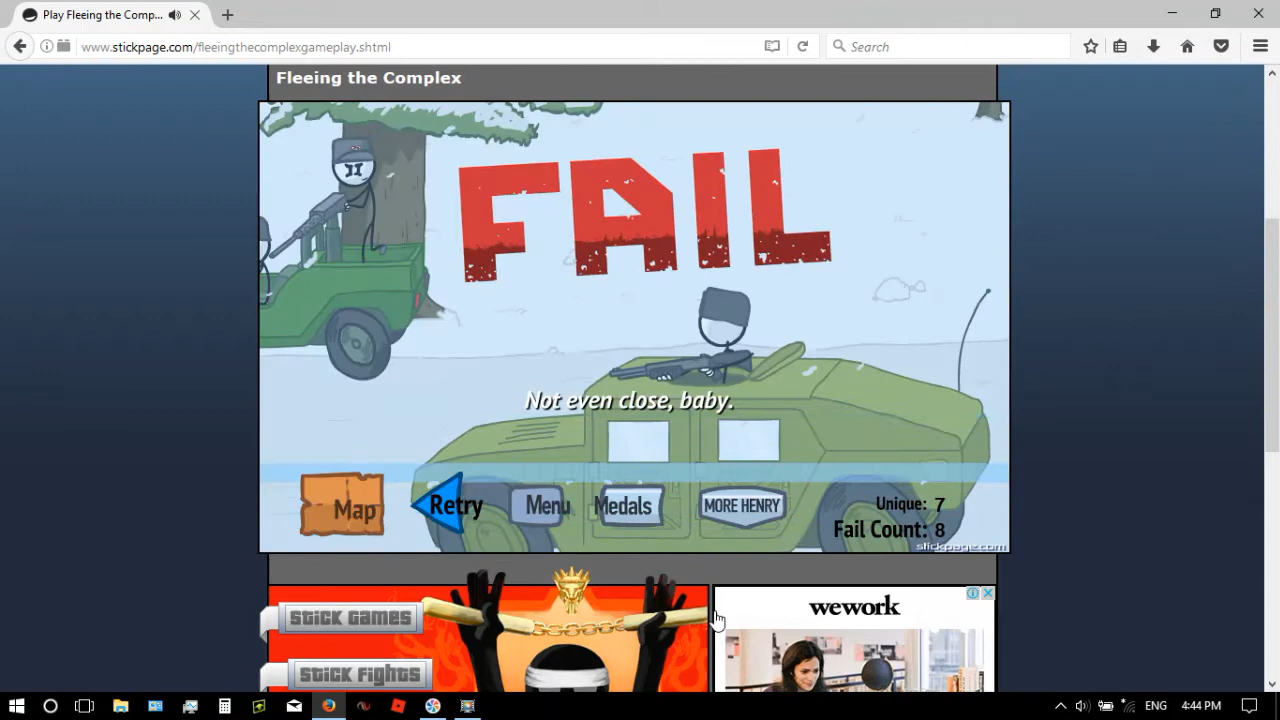 Play Fleeing the Comp...
www.stickpage.com/fleeingthecomplexgameplay.shtml
Search
Fleeing the Complex
FAIL
Not even close, baby.
Map
Retry
Menu
Medals
MORE HENRY
Unique: 7
Fail Count: 8
stickpage.com
STICK GAMES
STICK FIGHTS
wework
ENG
4:44 PM